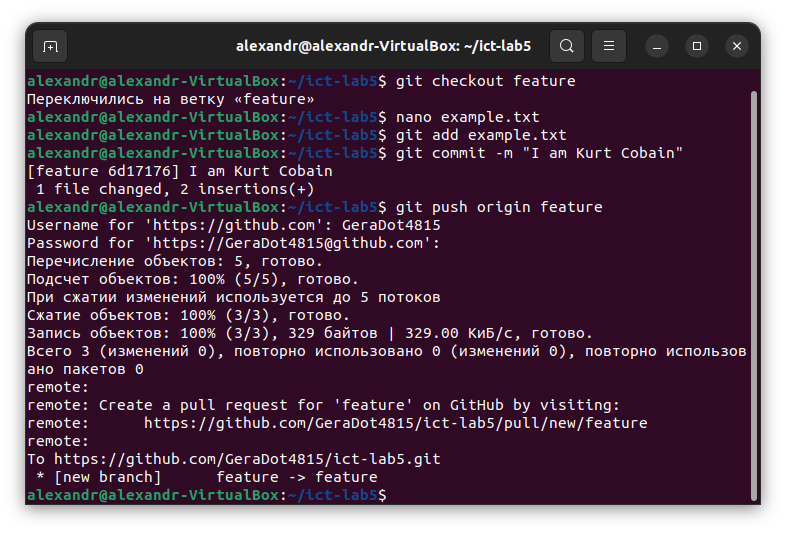 alexandr@alexandr-VirtualBox: ~/ict-lab5
alexandr@alexandr-VirtualBox:~/ict-lab5$ git checkout feature
Переключились на ветку «feature»
alexandr@alexandr-VirtualBox:~/ict-lab5$ nano example.txt
alexandr@alexandr-VirtualBox:~/ict-lab5$ git add example.txt
alexandr@alexandr-VirtualBox:~/ict-lab5$ git commit -m "I am Kurt Cobain"
[feature 6d17176] I am Kurt Cobain
 1 file changed, 2 insertions(+)
alexandr@alexandr-VirtualBox:~/ict-lab5$ git push origin feature
Username for 'https://github.com': GeraDot4815
Password for 'https://GeraDot4815@github.com':
Перечисление объектов: 5, готово.
Подсчет объектов: 100% (5/5), готово.
При сжатии изменений используется до 5 потоков
Сжатие объектов: 100% (3/3), готово.
Запись объектов: 100% (3/3), 329 байтов | 329.00 КиБ/с, готово.
Всего 3 (изменений 0), повторно использовано 0 (изменений 0), повторно использов
ано пакетов 0
remote:
remote: Create a pull request for 'feature' on GitHub by visiting:
remote:      https://github.com/GeraDot4815/ict-lab5/pull/new/feature
remote:
To https://github.com/GeraDot4815/ict-lab5.git
 * [new branch]      feature -> feature
alexandr@alexandr-VirtualBox:~/ict-lab5$